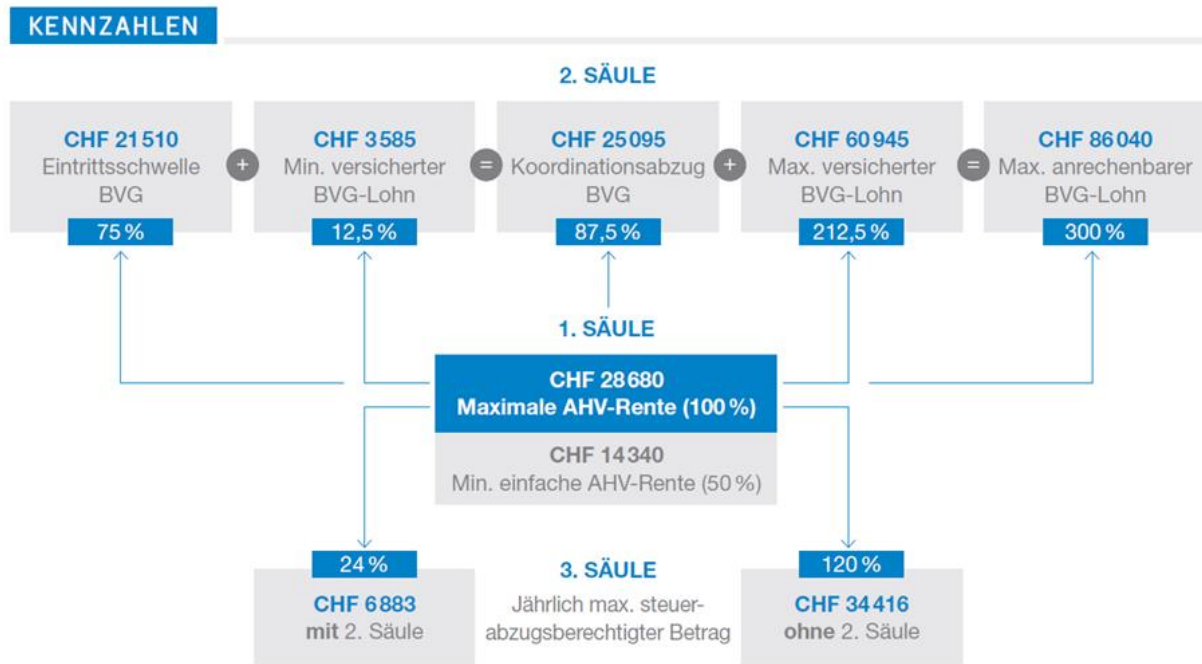 KENNZAHLEN
2. SÄULE
CHF 21 510
Eintrittsschwelle
BVG
75 %
+
CHF 3 585
Min. versicherter
BVG-Lohn
12,5 %
=
CHF 25 095
Koordinationsabzug
BVG
87,5 %
+
CHF 60 945
Max. versicherter
BVG-Lohn
212,5 %
=
CHF 86 040
Max. anrechenbarer
BVG-Lohn
300 %
1. SÄULE
CHF 28 680
Maximale AHV-Rente (100 %)
CHF 14 340
Min. einfache AHV-Rente (50 %)
24 %
CHF 6 883
mit 2. Säule
3. SÄULE
Jährlich max. steuer-
abzugsberechtigter Betrag
120 %
CHF 34 416
ohne 2. Säule